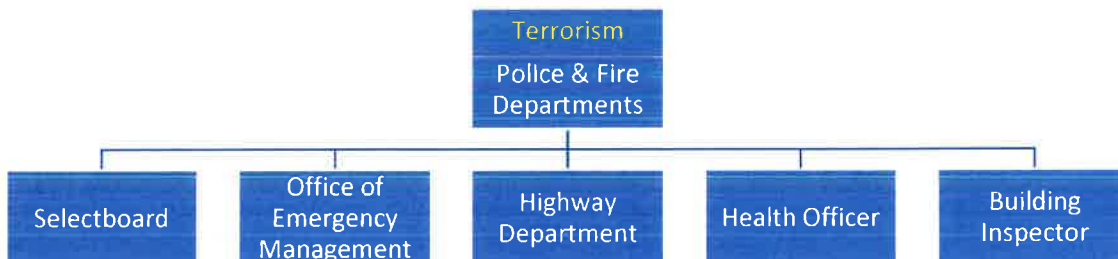 Terrorism
Police & Fire
Departments
Selectboard
Office of
Emergency
Management
Highway
Department
Health Officer
Building
Inspector